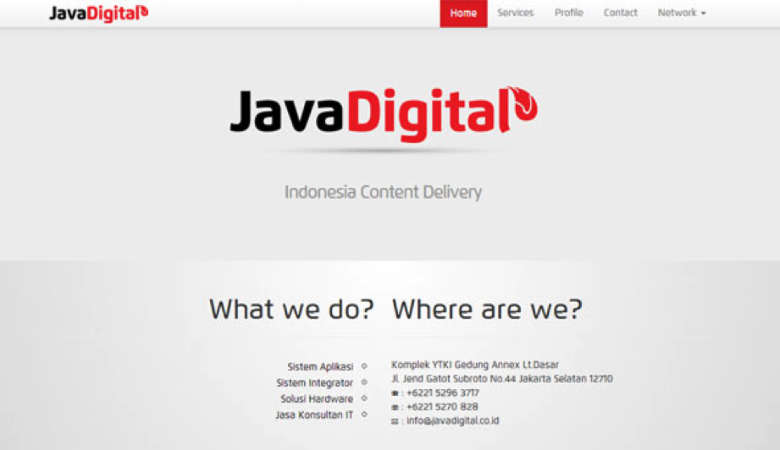 JavaDigital
Home Services Profile Contact Network
JavaDigital
Indonesia Content Delivery
What we do?
Sistem Aplikasi
Sistem Integrator
Solusi Hardware
Jasa Konsultan IT
Where are we?
Komplek YTKI Gedung Annex Lt.Dasar
Jl. Jend Gatot Subroto No.44 Jakarta Selatan 12710
☎ : +6221 5296 3717
: +6221 5270 828
✉ : info@javadigital.co.id